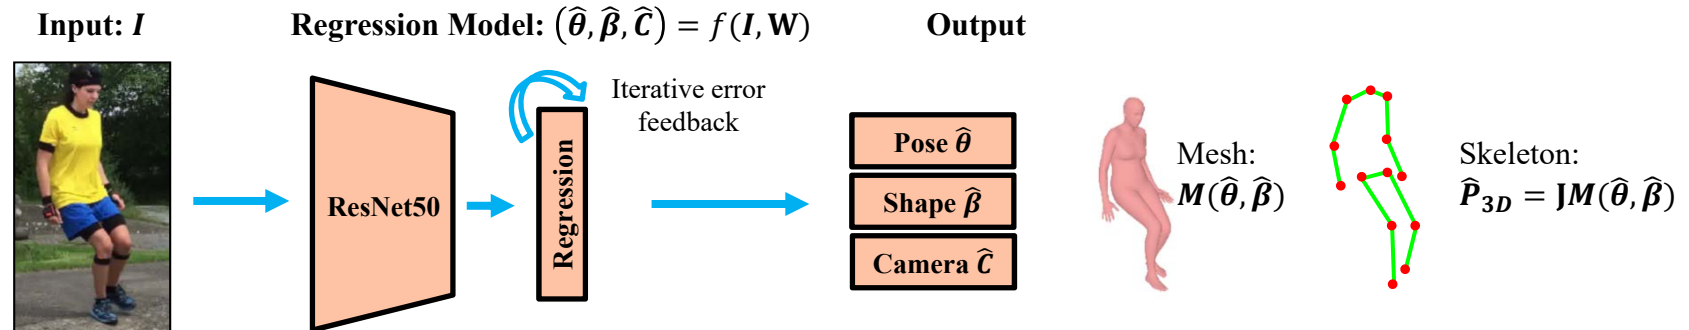 Input: I
Regression Model: (θ̂, β̂, Ĉ) = f(I, W)
Output
ResNet50
Regression
Iterative error
feedback
Pose θ̂
Shape β̂
Camera Ĉ
Mesh:
M(θ̂, β̂)
Skeleton:
P̂₃D = JM(θ̂, β̂)